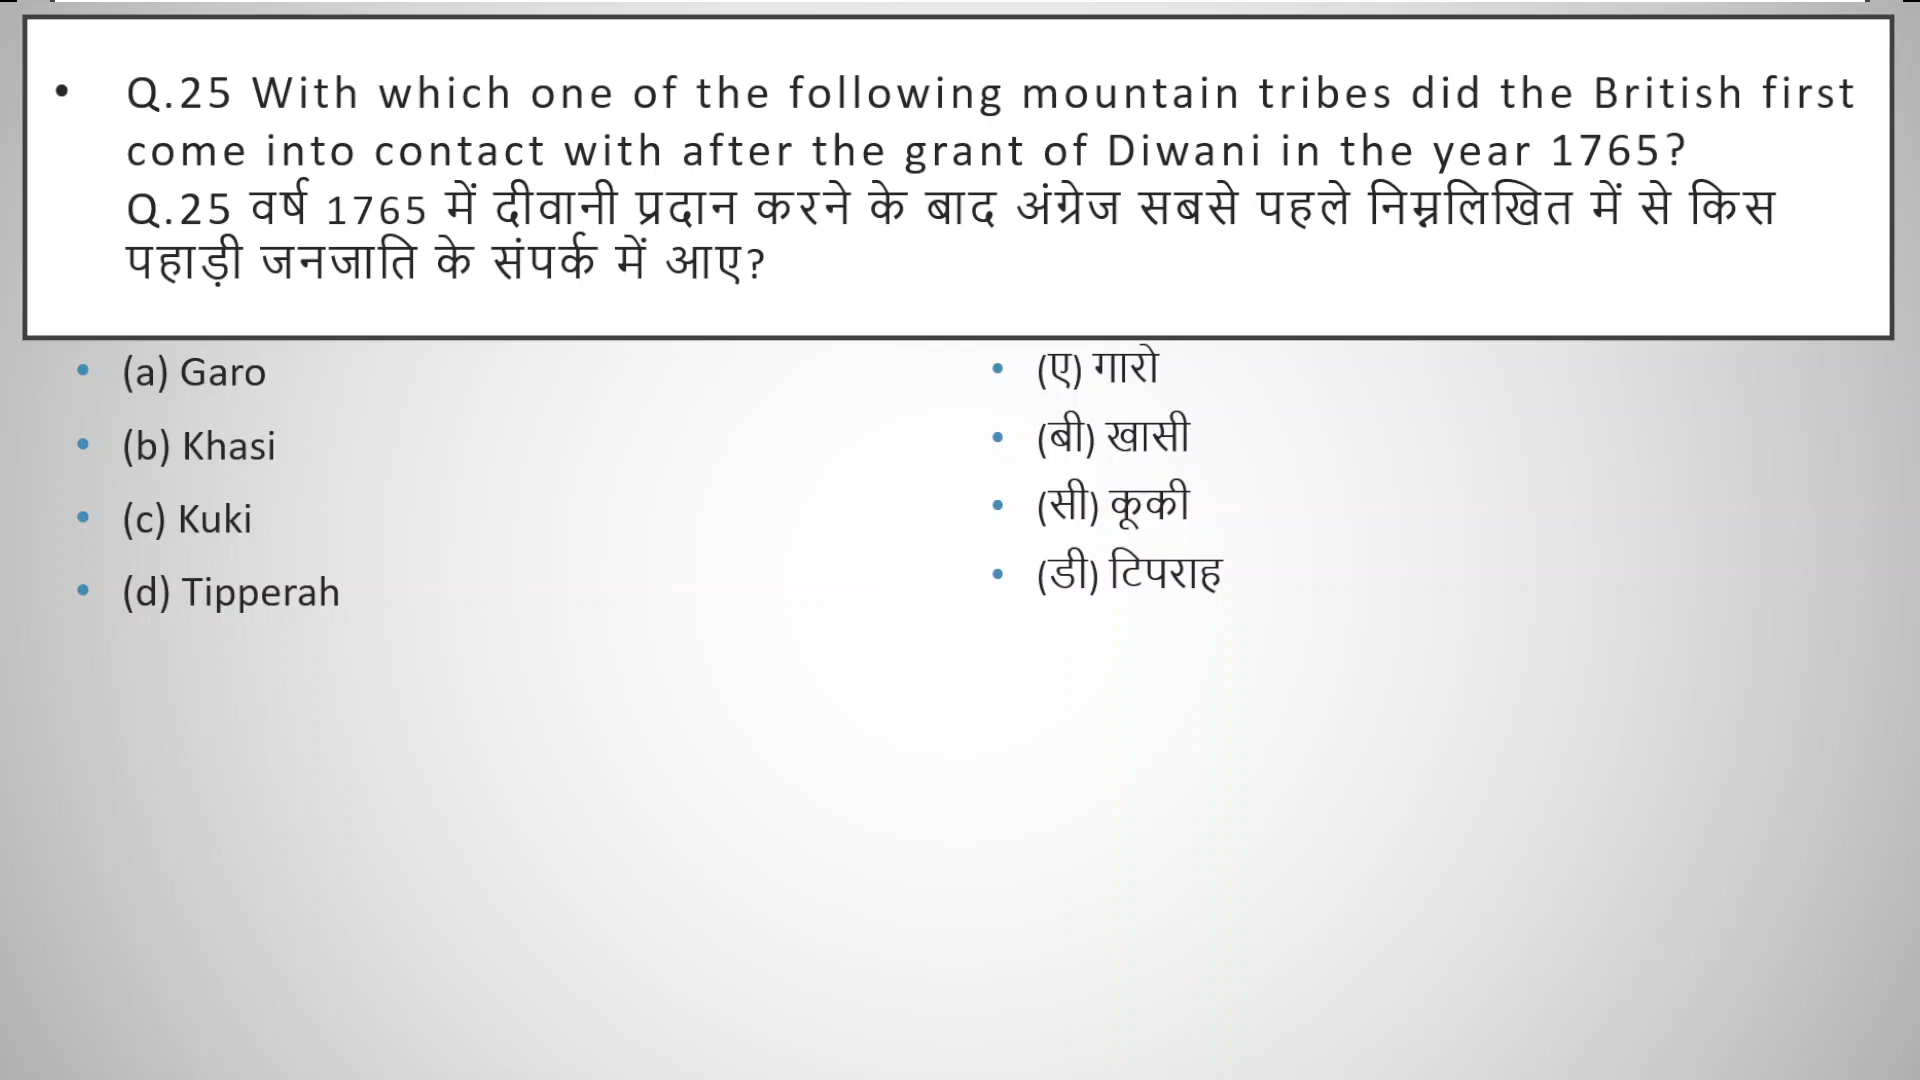 • Q.25 With which one of the following mountain tribes did the British first
come into contact with after the grant of Diwani in the year 1765?
Q.25 वर्ष 1765 में दीवानी प्रदान करने के बाद अंग्रेज सबसे पहले निम्नलिखित में से किस
पहाड़ी जनजाति के संपर्क में आए?
• (a) Garo
• (b) Khasi
• (c) Kuki
• (d) Tipperah
• (ए) गारो
• (बी) खासी
• (सी) कूकी
• (डी) टिपराह